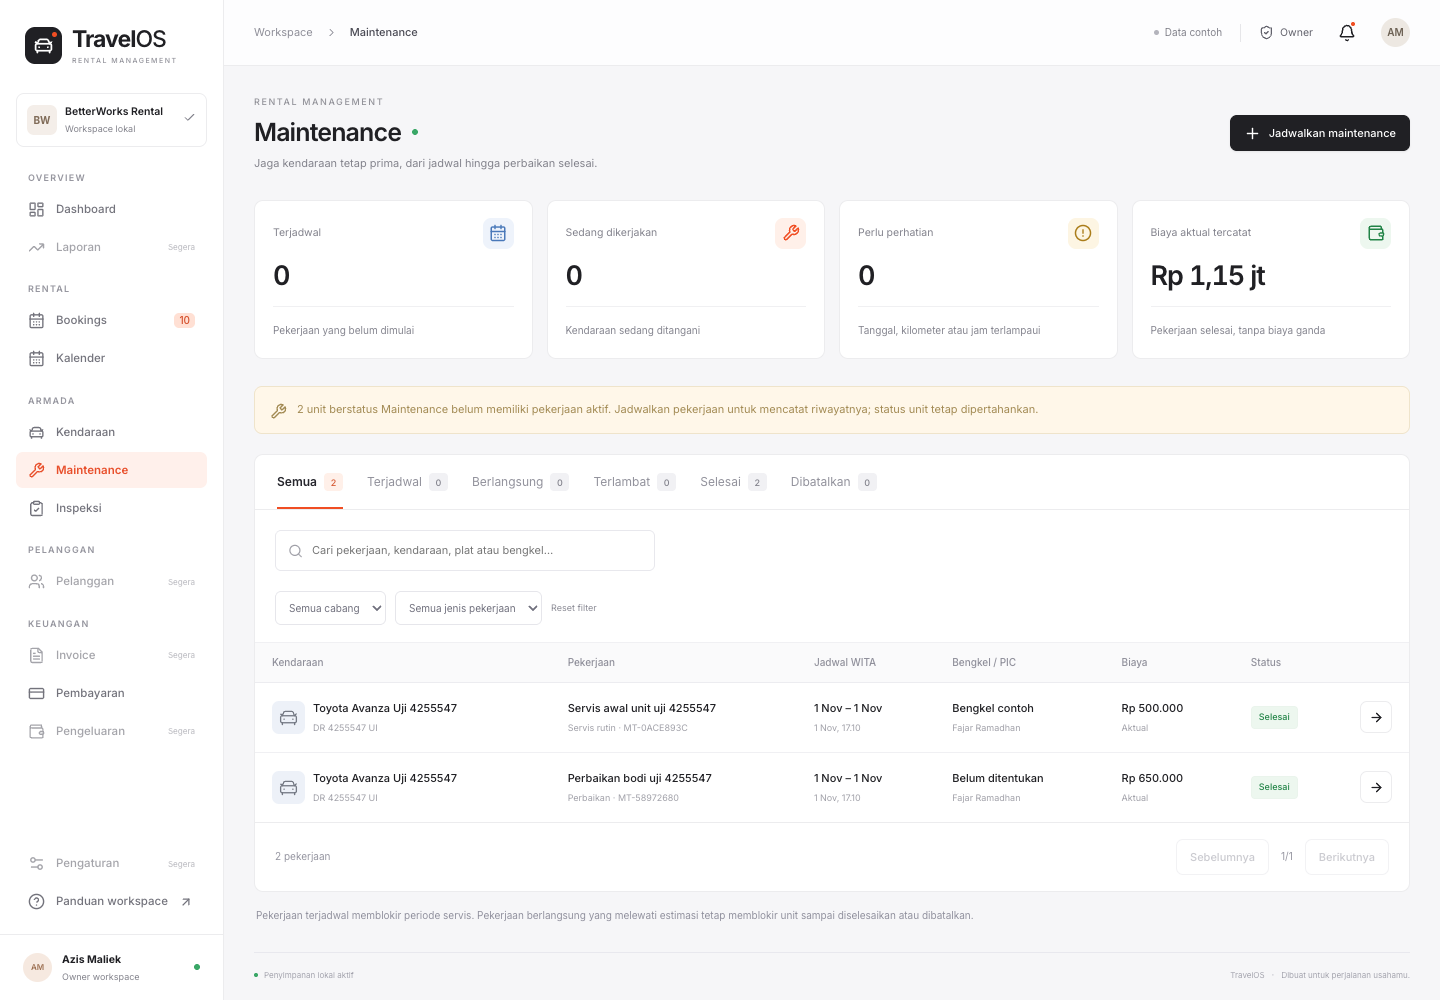 TravelOS
RENTAL MANAGEMENT
BW
BetterWorks Rental
Workspace lokal
OVERVIEW
Dashboard
Laporan Segera
RENTAL
Bookings 10
Kalender
ARMADA
Kendaraan
Maintenance
Inspeksi
PELANGGAN
Pelanggan Segera
KEUANGAN
Invoice Segera
Pembayaran
Pengeluaran Segera
Pengaturan Segera
Panduan workspace
AM
Azis Maliek
Owner workspace
Workspace Maintenance
Data contoh Owner AM
RENTAL MANAGEMENT
Maintenance
Jaga kendaraan tetap prima, dari jadwal hingga perbaikan selesai.
Jadwalkan maintenance
Terjadwal
0
Pekerjaan yang belum dimulai
Sedang dikerjakan
0
Kendaraan sedang ditangani
Perlu perhatian
0
Tanggal, kilometer atau jam terlampaui
Biaya aktual tercatat
Rp 1,15 jt
Pekerjaan selesai, tanpa biaya ganda
2 unit berstatus Maintenance belum memiliki pekerjaan aktif. Jadwalkan pekerjaan untuk mencatat riwayatnya; status unit tetap dipertahankan.
Semua 2 Terjadwal 0 Berlangsung 0 Terlambat 0 Selesai 2 Dibatalkan 0
Cari pekerjaan, kendaraan, plat atau bengkel...
Semua cabang Semua jenis pekerjaan Reset filter
Kendaraan Pekerjaan Jadwal WITA Bengkel / PIC Biaya Status
Toyota Avanza Uji 4255547 Servis awal unit uji 4255547 1 Nov – 1 Nov Bengkel contoh Rp 500.000 Selesai
DR 4255547 UI Servis rutin · MT-0ACE893C 1 Nov, 17.10 Fajar Ramadhan Aktual
Toyota Avanza Uji 4255547 Perbaikan bodi uji 4255547 1 Nov – 1 Nov Belum ditentukan Rp 650.000 Selesai
DR 4255547 UI Perbaikan · MT-58972680 1 Nov, 17.10 Fajar Ramadhan Aktual
2 pekerjaan Sebelumnya 1/1 Berikutnya
Pekerjaan terjadwal memblokir periode servis. Pekerjaan berlangsung yang melewati estimasi tetap memblokir unit sampai diselesaikan atau dibatalkan.
Penyimpanan lokal aktif TravelOS · Dibuat untuk perjalanan usahamu.